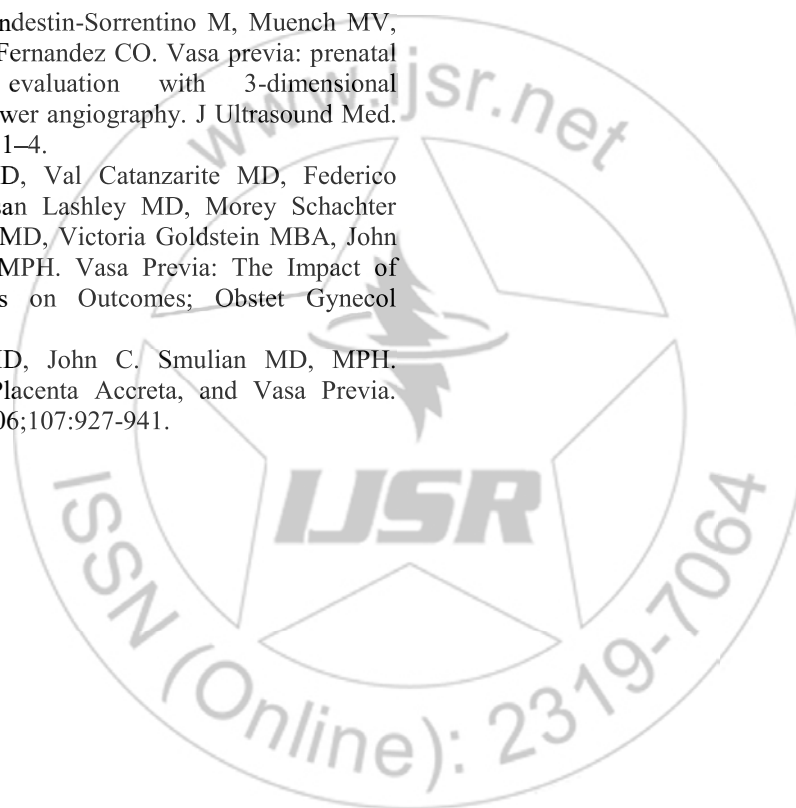 ndestin-Sorrentino M, Muench MV,
Fernandez CO. Vasa previa: prenatal
evaluation with 3-dimensional
wer angiography. J Ultrasound Med.
1–4.
D, Val Catanzarite MD, Federico
san Lashley MD, Morey Schachter
MD, Victoria Goldstein MBA, John
MPH. Vasa Previa: The Impact of
s on Outcomes; Obstet Gynecol
MD, John C. Smulian MD, MPH.
Placenta Accreta, and Vasa Previa.
06;107:927-941.
www.ijsr.net
IJSR
ISSN (Online): 2319-7064